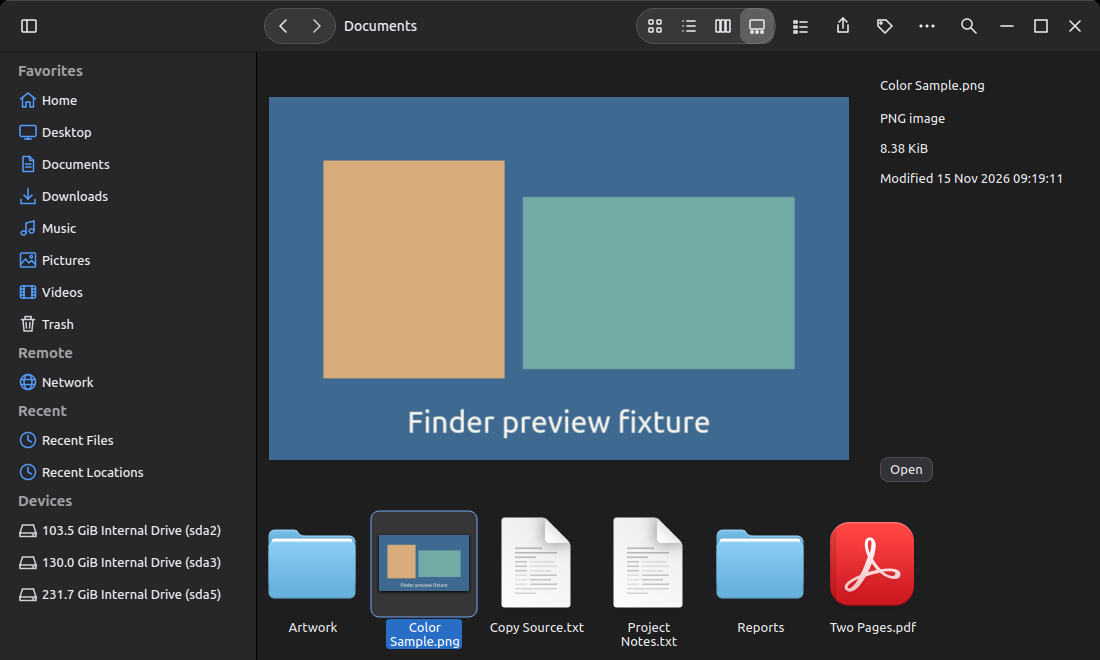 Documents
Favorites
Home
Desktop
Documents
Downloads
Music
Pictures
Videos
Trash
Remote
Network
Recent
Recent Files
Recent Locations
Devices
103.5 GiB Internal Drive (sda2)
130.0 GiB Internal Drive (sda3)
231.7 GiB Internal Drive (sda5)
Finder preview fixture
Color Sample.png
PNG image
8.38 KiB
Modified 15 Nov 2026 09:19:11
Open
Finder preview fixture
Artwork
Color
Sample.png
Copy Source.txt
Project
Notes.txt
Reports
Two Pages.pdf